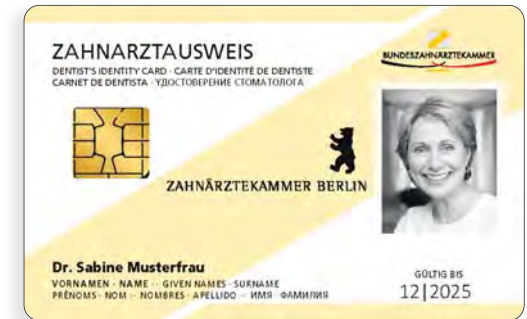 ZAHNARZTAUSWEIS
DENTIST'S IDENTITY CARD · CARTE D'IDENTITÉ DE DENTISTE
CARNET DE DENTISTA · УДОСТОВЕРЕНИЕ СТОМАТОЛОГА
BUNDESZAHNÄRZTEKAMMER
ZAHNÄRZTEKAMMER BERLIN
Dr. Sabine Musterfrau
VORNAMEN · NAME ·· GIVEN NAMES · SURNAME
PRÉNOMS · NOM ·· NOMBRES · APELLIDO ·· ИМЯ · ФАМИЛИЯ
GÜLTIG BIS
12|2025